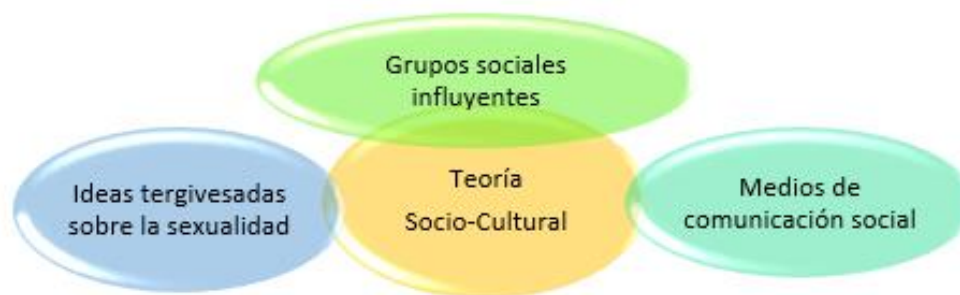 Grupos sociales
influyentes
Ideas tergivesadas
sobre la sexualidad
Teoría
Socio-Cultural
Medios de
comunicación social